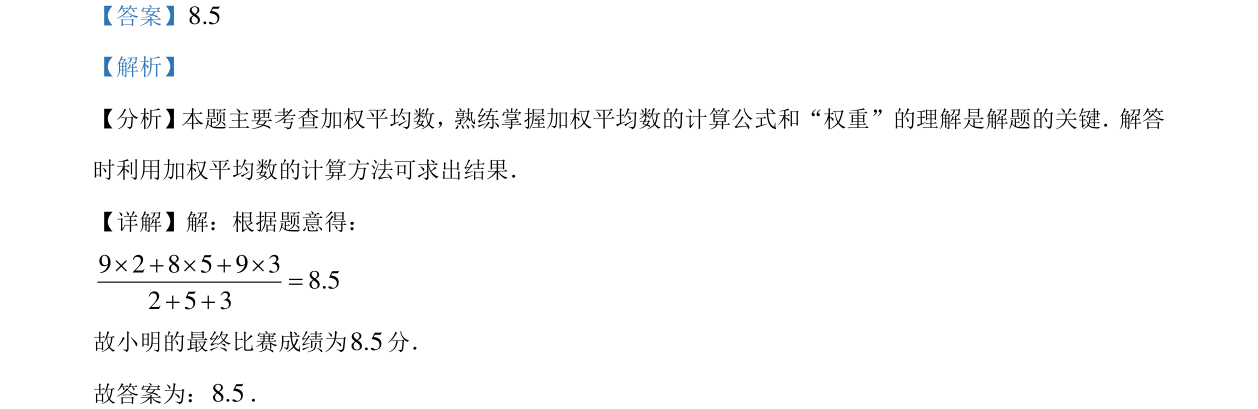 【答案】8.5
【解析】
【分析】本题主要考查加权平均数，熟练掌握加权平均数的计算公式和“权重”的理解是解题的关键．解答
时利用加权平均数的计算方法可求出结果．
【详解】解：根据题意得：
9×2+8×5+9×3
2+5+3
=8.5
故小明的最终比赛成绩为8.5分．
故答案为：8.5．